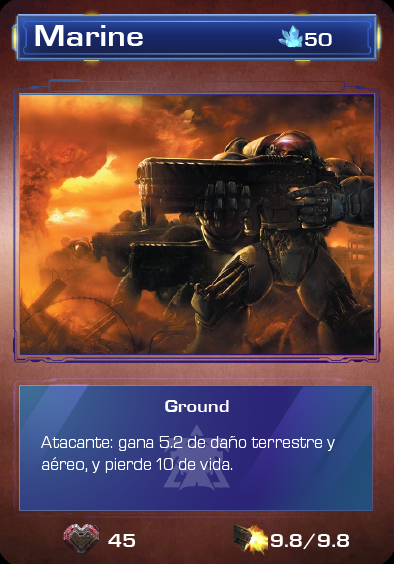 Marine
50
Ground
Atacante: gana 5.2 de daño terrestre y
aéreo, y pierde 10 de vida.
45
9.8/9.8